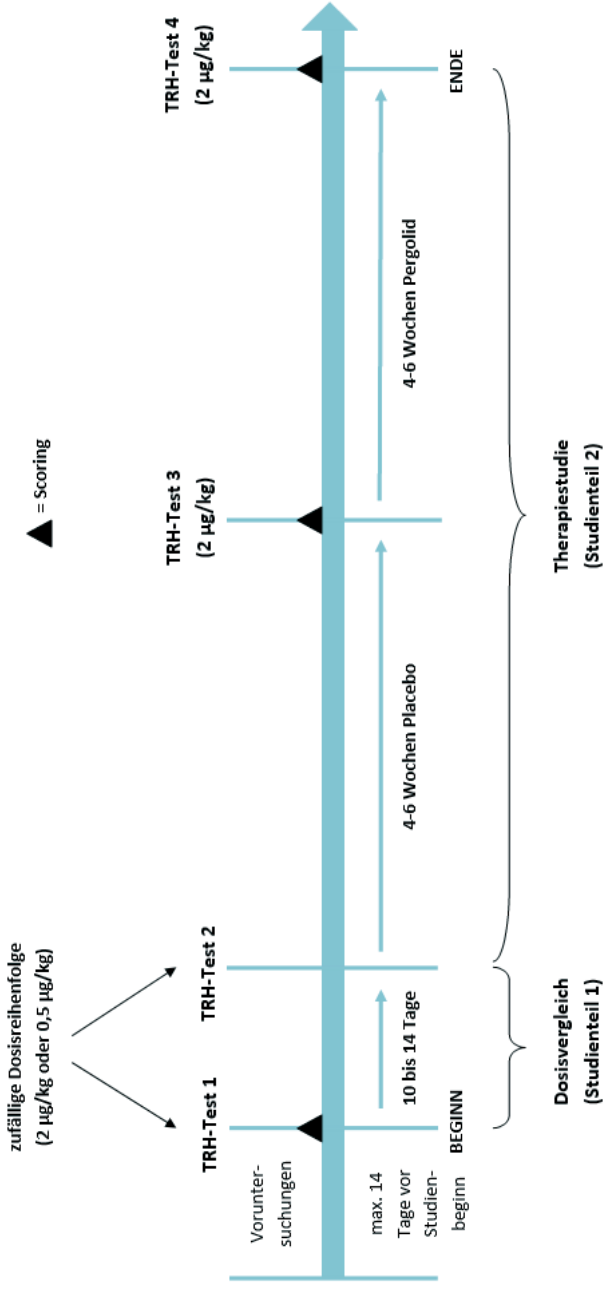 zufällige Dosisreihenfolge
(2 µg/kg oder 0,5 µg/kg)
= Scoring
TRH-Test 1
TRH-Test 2
TRH-Test 3
(2 µg/kg)
TRH-Test 4
(2 µg/kg)
Vorunter-
suchungen
max. 14
Tage vor
Studien-
beginn
10 bis 14 Tage
4-6 Wochen Placebo
4-6 Wochen Pergolid
BEGINN
ENDE
Dosisvergleich
(Studienteil 1)
Therapiestudie
(Studienteil 2)